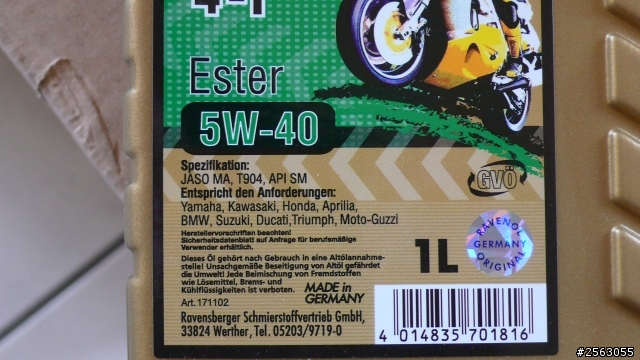 4-T
Ester
5W-40
Spezifikation:
JASO MA, T904, API SM
Entspricht den Anforderungen:
Yamaha, Kawasaki, Honda, Aprilia,
BMW, Suzuki, Ducati,Triumph, Moto-Guzzi
Herstellervorschriften beachten!
Sicherheitsdatenblatt auf Anfrage für berufsmäßige
Verwender erhältlich.
Dieses Öl gehört nach Gebrauch in eine Altölannahme-
stelle! Unsachgemäße Beseitigung von Altöl gefährdet
die Umwelt! Jede Beimischung von Fremdstoffen
wie Lösemittel, Brems- und
Kühlflüssigkeiten ist verboten.
Art.171102
MADE in
GERMANY
Ravensberger Schmierstoffvertrieb GmbH,
33824 Werther, Tel. 05203/9719-0
GVÖ
1L
RAVENOL
GERMANY
ORIGINAL
4 014835 701816
#2563055